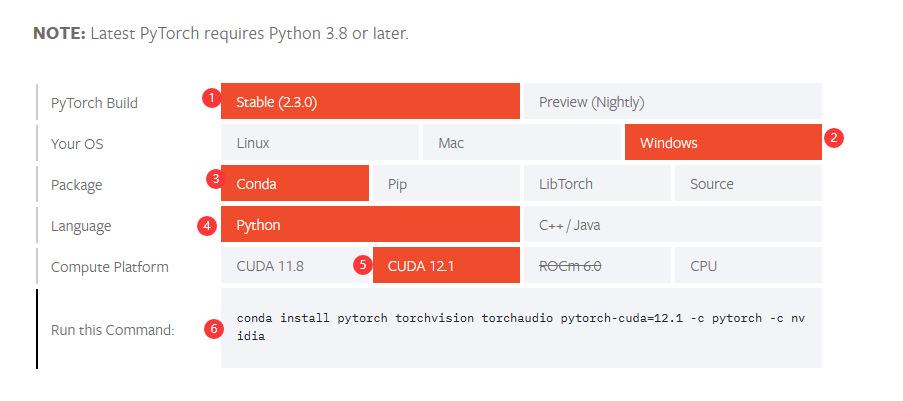 NOTE: Latest PyTorch requires Python 3.8 or later.
PyTorch Build 1 Stable (2.3.0) Preview (Nightly)
Your OS Linux Mac Windows 2
Package 3 Conda Pip LibTorch Source
Language 4 Python C++ / Java
Compute Platform CUDA 11.8 5 CUDA 12.1 ROCm 6.0 CPU
Run this Command: 6 conda install pytorch torchvision torchaudio pytorch-cuda=12.1 -c pytorch -c nv
idia